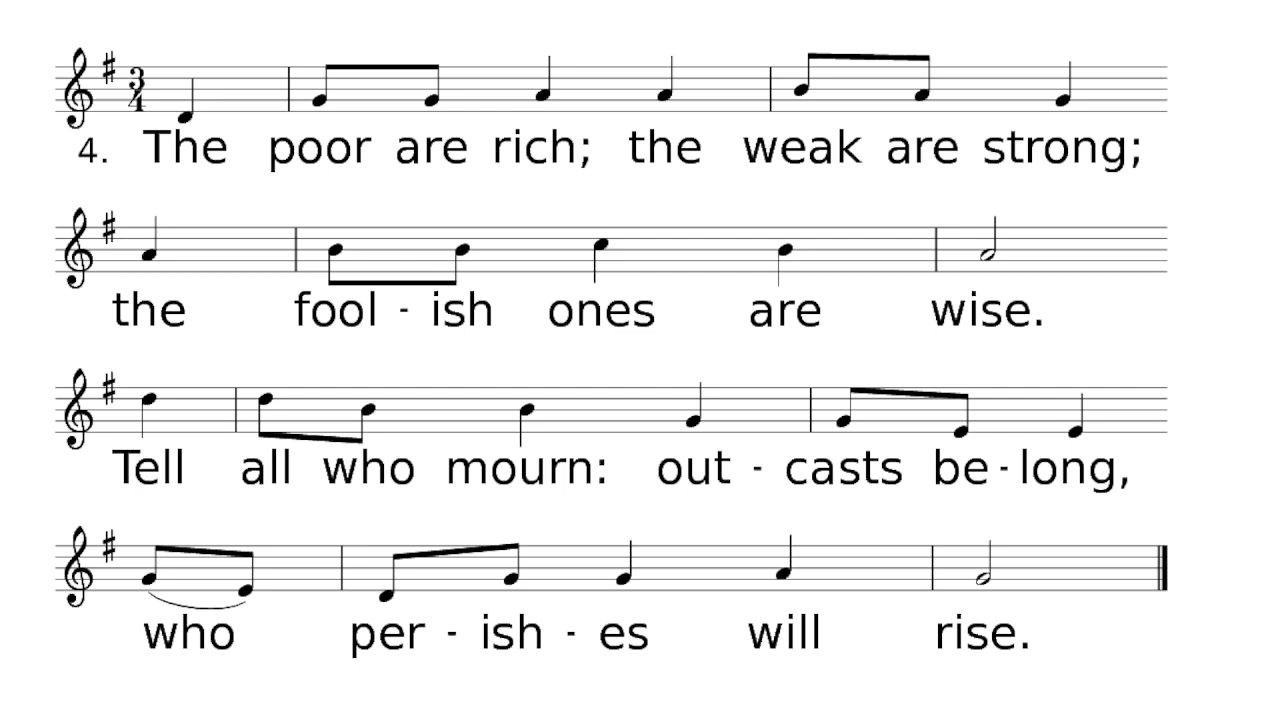 4. The poor are rich; the weak are strong;
the fool - ish ones are wise.
Tell all who mourn: out - casts be - long,
who per - ish - es will rise.